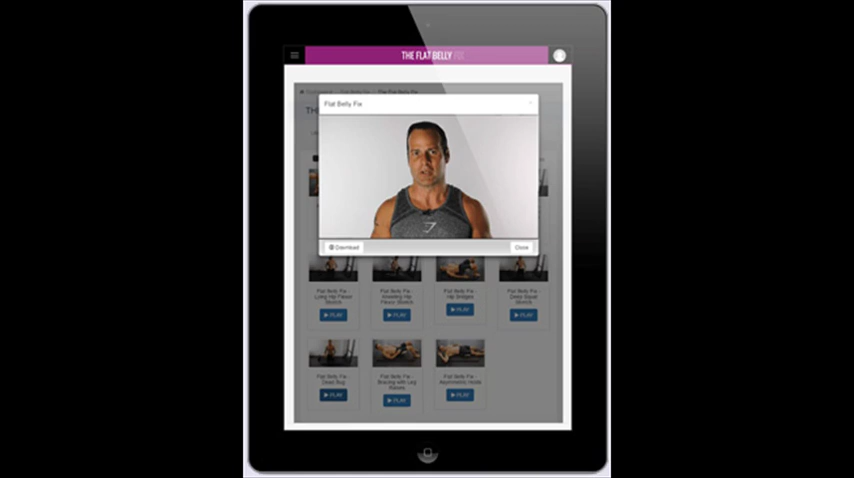 THE FLAT BELLY FIX
Flat Belly Fix
Download
Close
Flat Belly Fix -
Long Hip Flexor
Stretch
PLAY
Flat Belly Fix -
Kneeling Hip
Flexor Stretch
PLAY
Flat Belly Fix -
Hip Bridges
PLAY
Flat Belly Fix -
Deep Squat
Stretch
PLAY
Flat Belly Fix -
Dead Bug
PLAY
Flat Belly Fix -
Bracing with Leg
Raises
PLAY
Flat Belly Fix -
Asymmetric Holds
PLAY